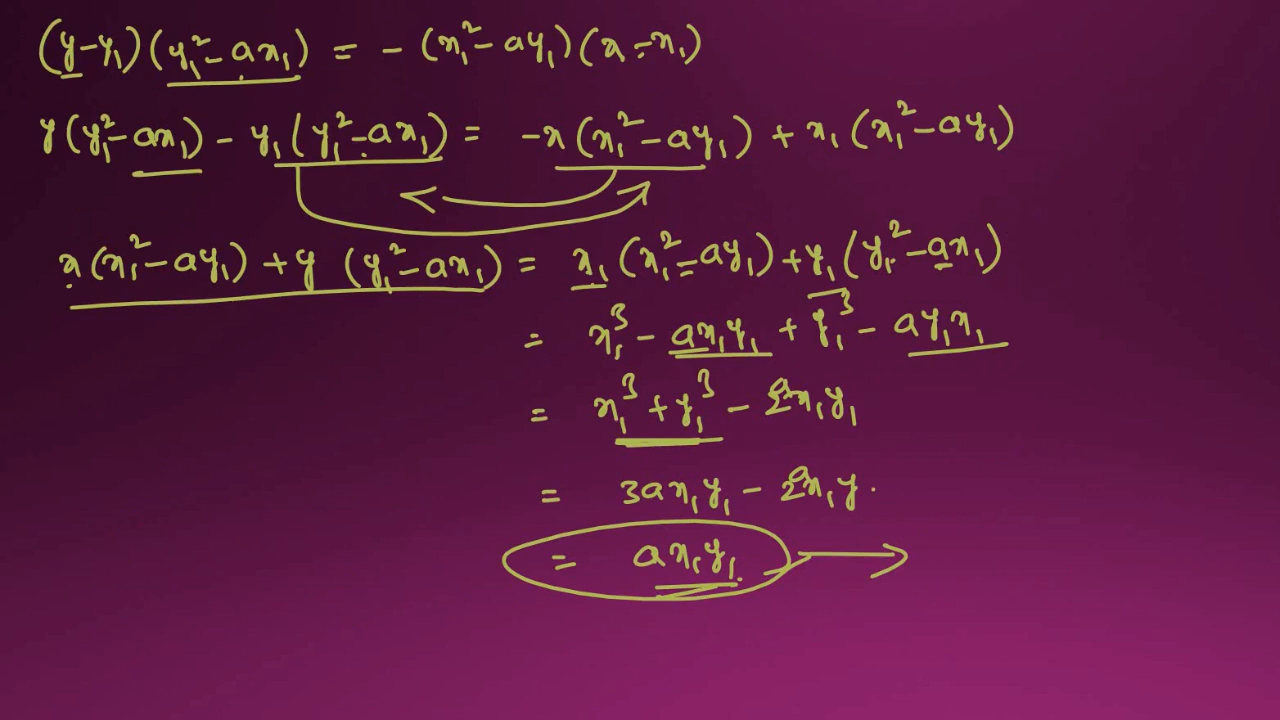 (y-y₁)(y₁²-ax₁) = -(x₁²-ay₁)(x-x₁)
y(y₁²-ax₁) - y₁(y₁²-ax₁) = -x(x₁²-ay₁) + x₁(x₁²-ay₁)
x(x₁²-ay₁) + y (y₁²-ax₁) = x₁(x₁²-ay₁) + y₁(y₁²-ax₁)
= x₁³ - ax₁y₁ + y₁³ - ay₁x₁
= x₁³ + y₁³ - 2ax₁y₁
= 3ax₁y₁ - 2ax₁y.
= ax₁y₁.